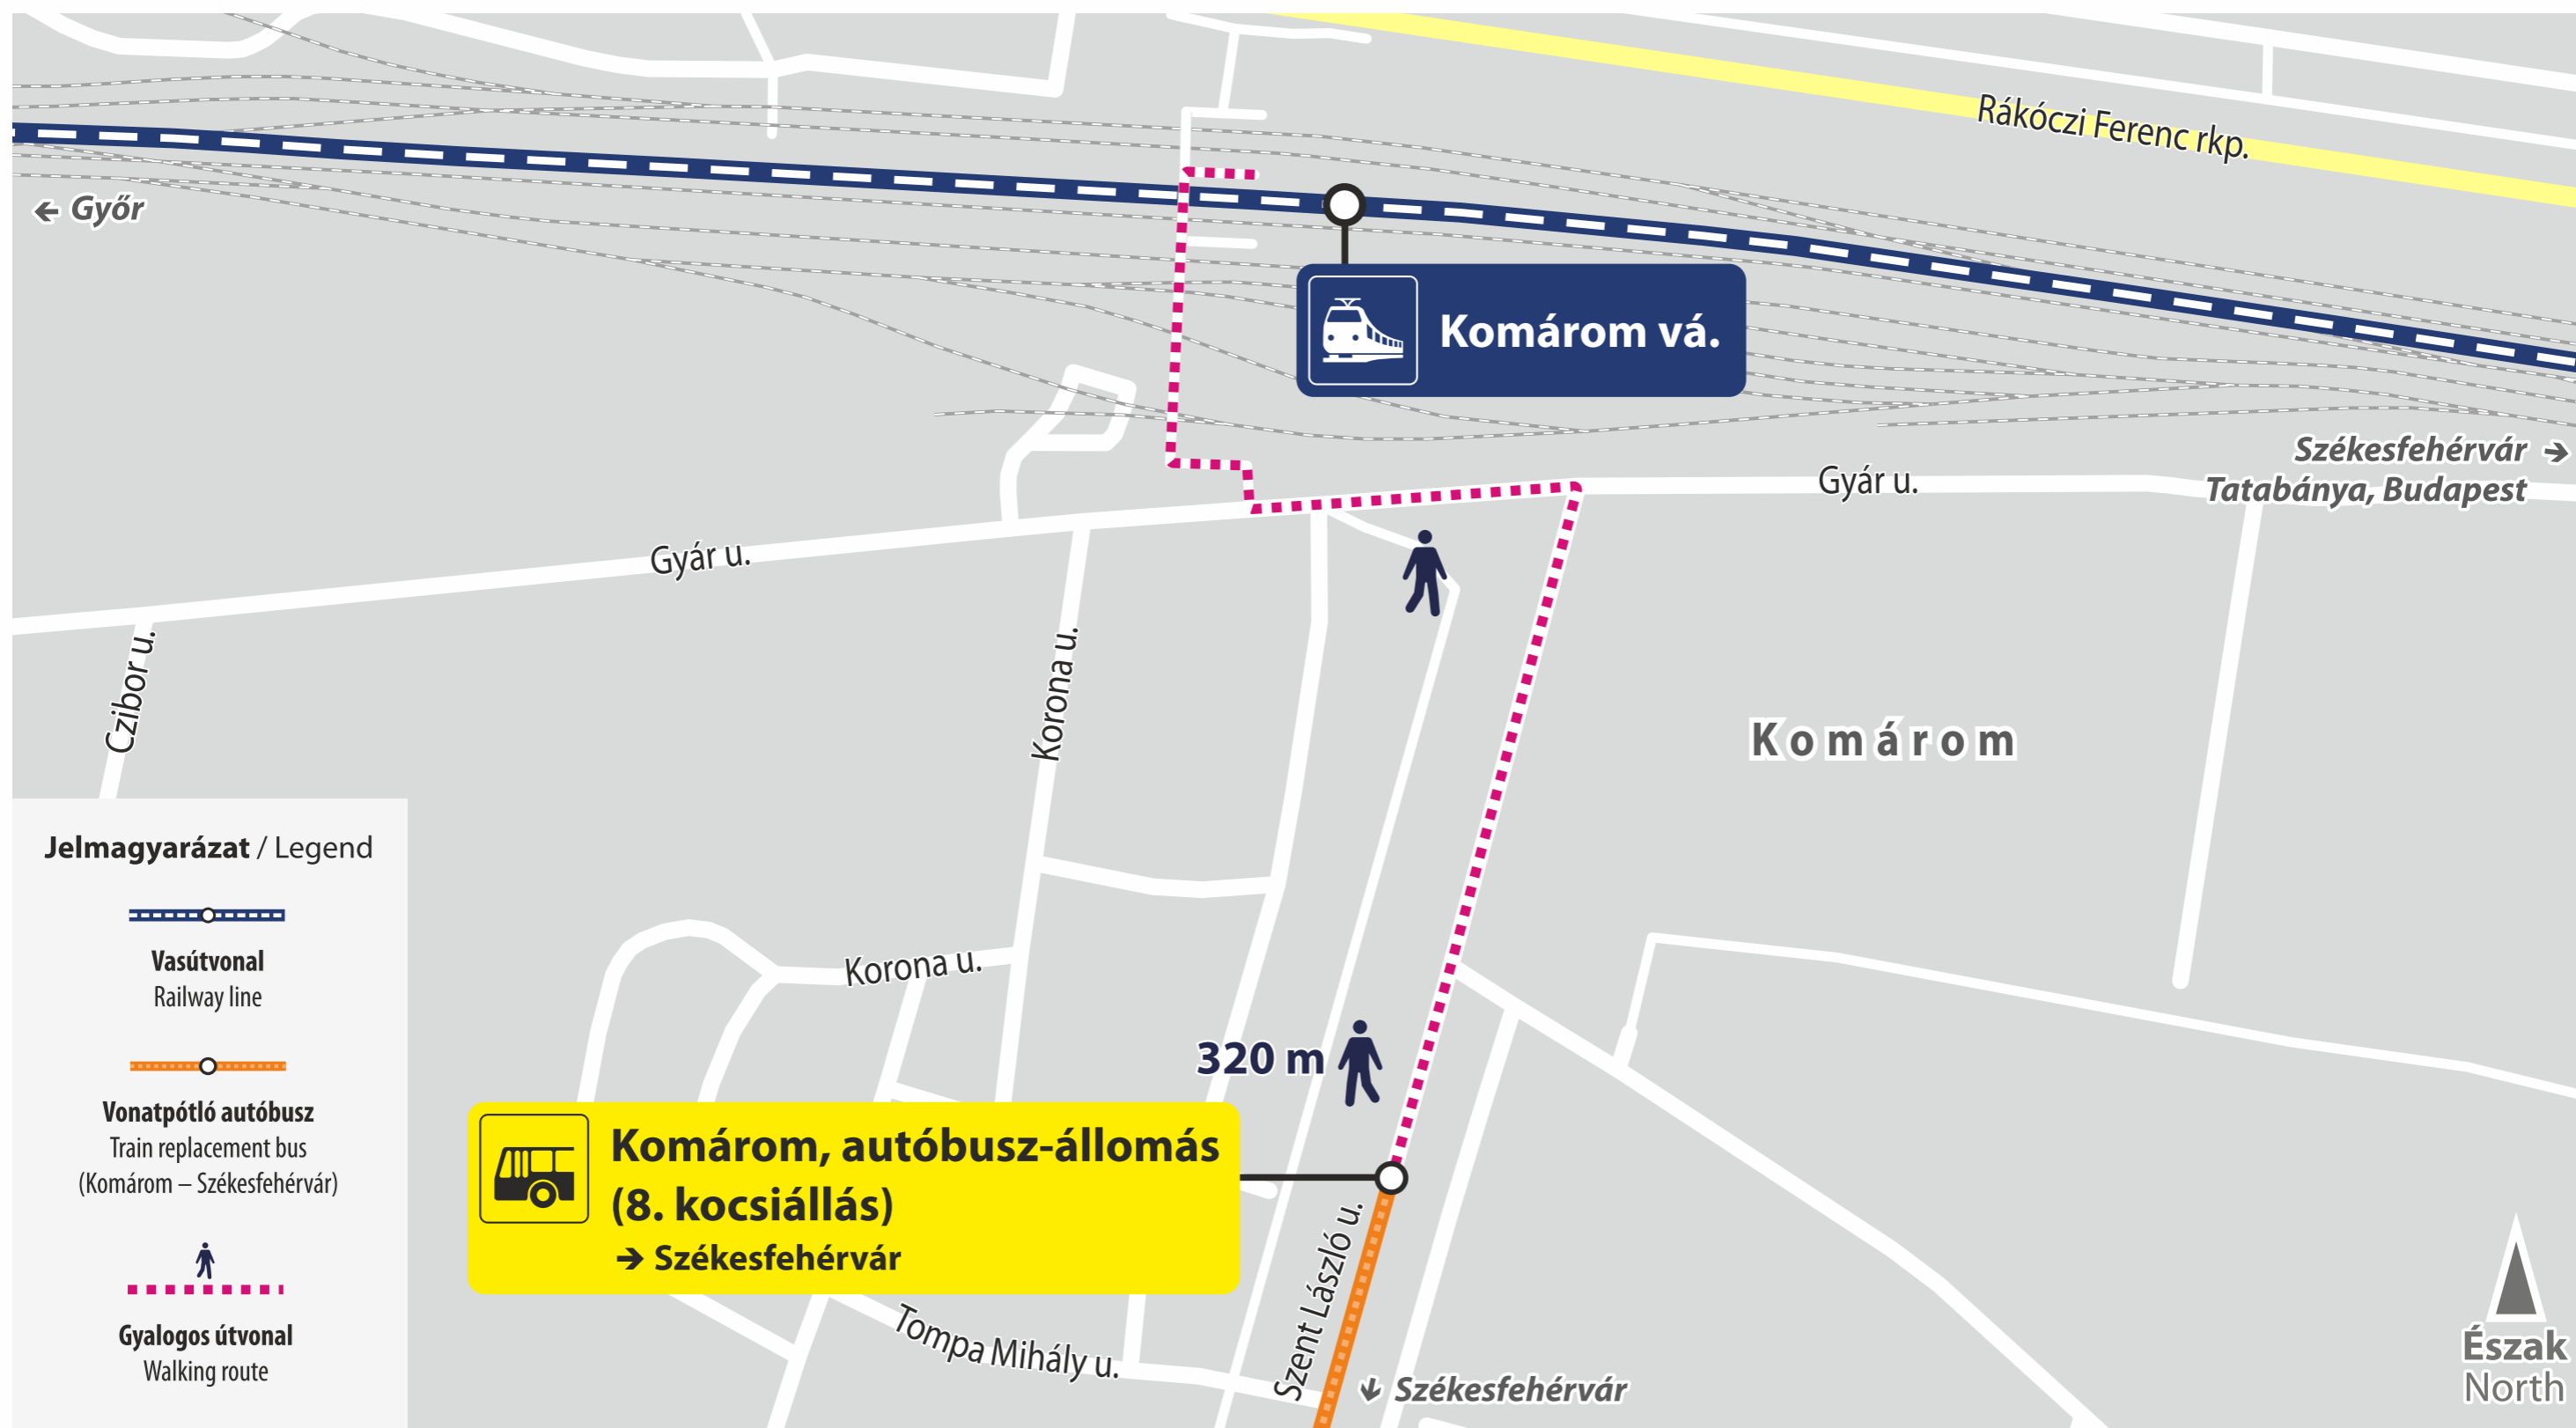 Rákóczi Ferenc rkp.
← Győr
Komárom vá.
Székesfehérvár →
Tatabánya, Budapest
Gyár u.
Gyár u.
Czibor u.
Korona u.
Komárom
Korona u.
320 m
Komárom, autóbusz-állomás
(8. kocsiállás)
→ Székesfehérvár
Szent László u.
Tompa Mihály u.
↓ Székesfehérvár
Jelmagyarázat / Legend
Vasútvonal
Railway line
Vonatpótló autóbusz
Train replacement bus
(Komárom – Székesfehérvár)
Gyalogos útvonal
Walking route
Észak
North